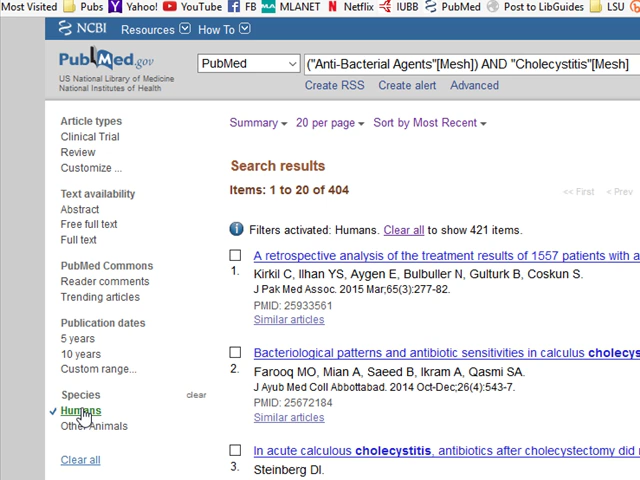 Most Visited Pubs Yahoo! YouTube FB MLANET Netflix IUBB PubMed Post to LibGuides LSU
NCBI Resources How To
PubMed.gov
US National Library of Medicine
National Institutes of Health
PubMed ("Anti-Bacterial Agents"[Mesh]) AND "Cholecystitis"[Mesh]
Create RSS Create alert Advanced
Article types
Clinical Trial
Review
Customize ...
Text availability
Abstract
Free full text
Full text
PubMed Commons
Reader comments
Trending articles
Publication dates
5 years
10 years
Custom range...
Species clear
Humans
Other Animals
Clear all
Summary 20 per page Sort by Most Recent
Search results
Items: 1 to 20 of 404
<< First < Prev
Filters activated: Humans. Clear all to show 421 items.
A retrospective analysis of the treatment results of 1557 patients with a
1. Kirkil C, Ilhan YS, Aygen E, Bulbuller N, Gulturk B, Coskun S.
J Pak Med Assoc. 2015 Mar;65(3):277-82.
PMID: 25933561
Similar articles
Bacteriological patterns and antibiotic sensitivities in calculus cholecys
2. Farooq MO, Mian A, Saeed B, Ikram A, Qasmi SA.
J Ayub Med Coll Abbottabad. 2014 Oct-Dec;26(4):543-7.
PMID: 25672184
Similar articles
In acute calculous cholecystitis, antibiotics after cholecystectomy did
3. Steinberg DI.